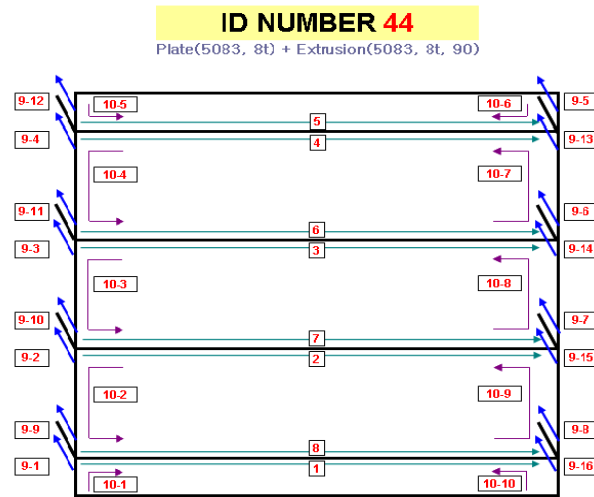 ID NUMBER 44
Plate(5083, 8t) + Extrusion(5083, 8t, 90)
9-12 10-5 10-6 9-5
5
9-4 4 9-13
10-4 10-7
9-11 9-6
6
9-3 3 9-14
10-3 10-8
9-10 9-7
7
9-2 2 9-15
10-2 10-9
9-9 9-8
8
9-1 1 9-16
10-1 10-10